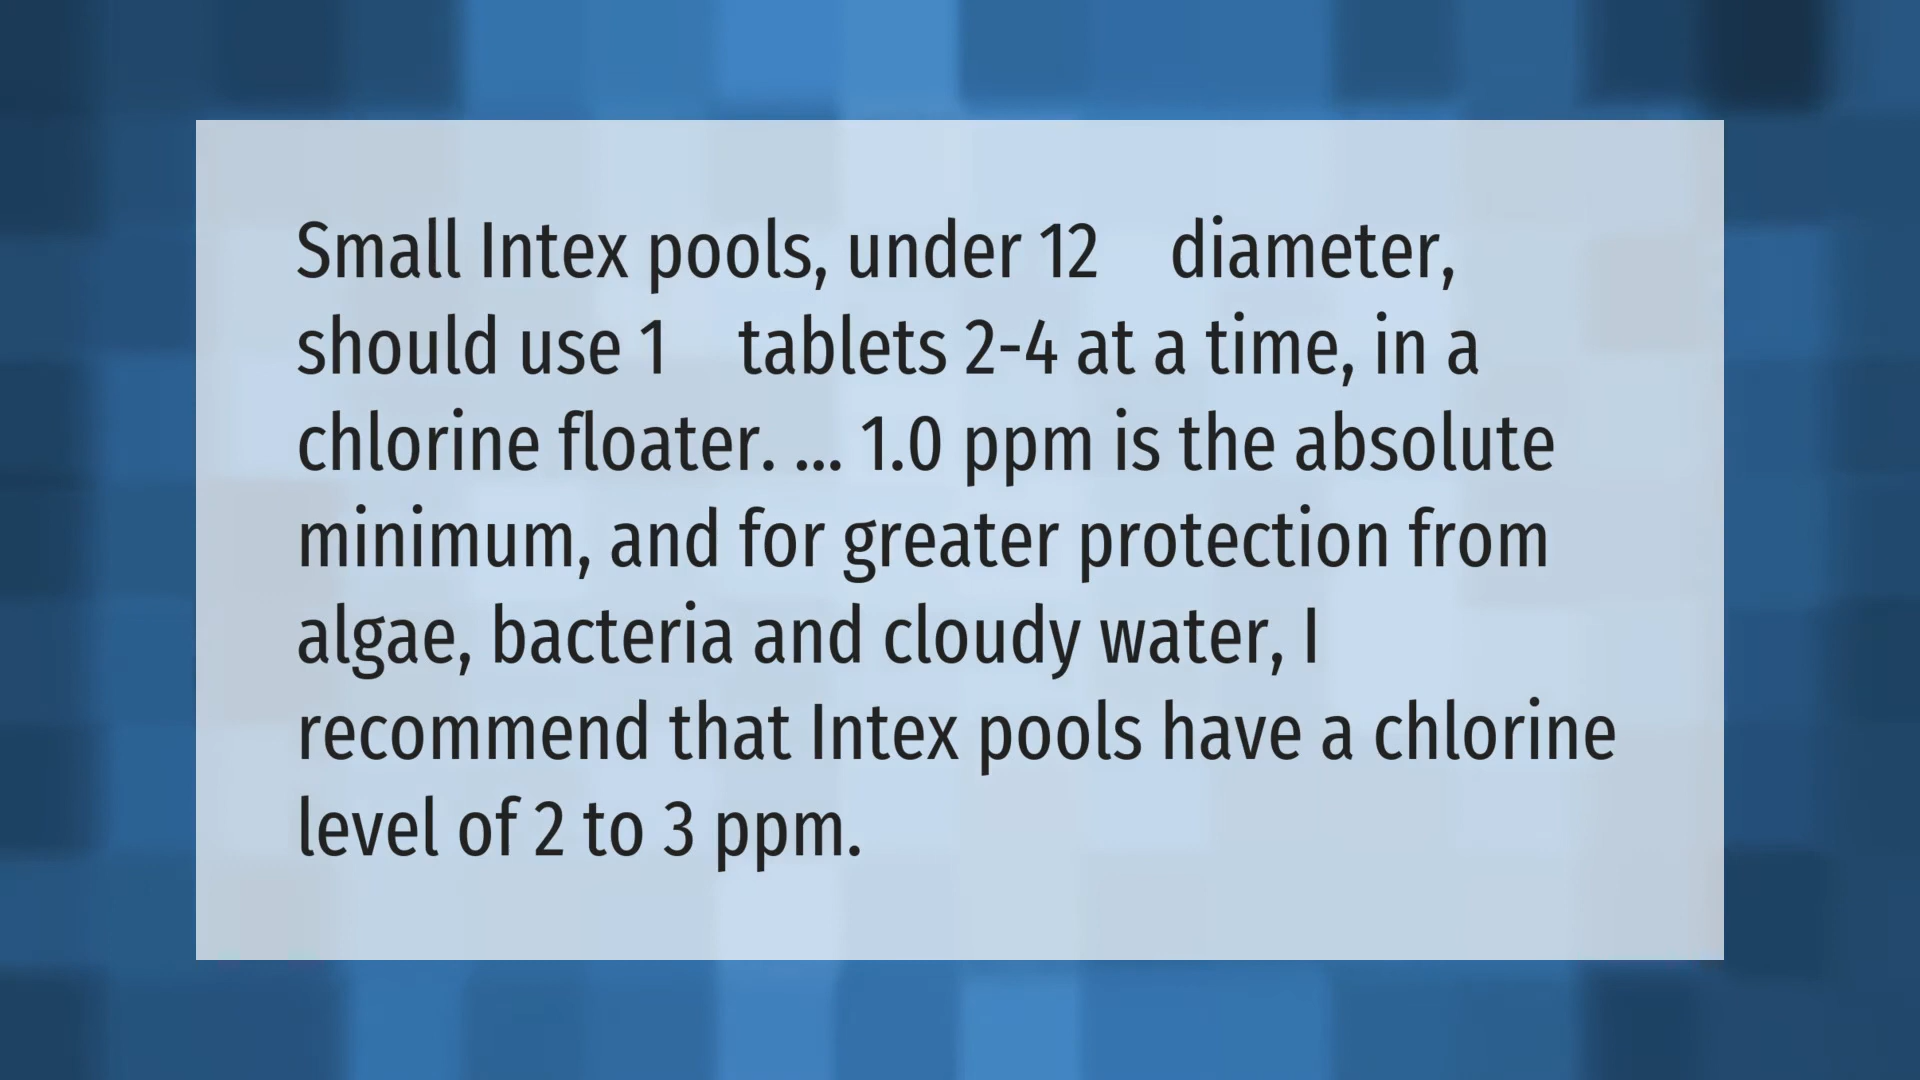 Small Intex pools, under 12 diameter,
should use 1 tablets 2-4 at a time, in a
chlorine floater. ... 1.0 ppm is the absolute
minimum, and for greater protection from
algae, bacteria and cloudy water, I
recommend that Intex pools have a chlorine
level of 2 to 3 ppm.